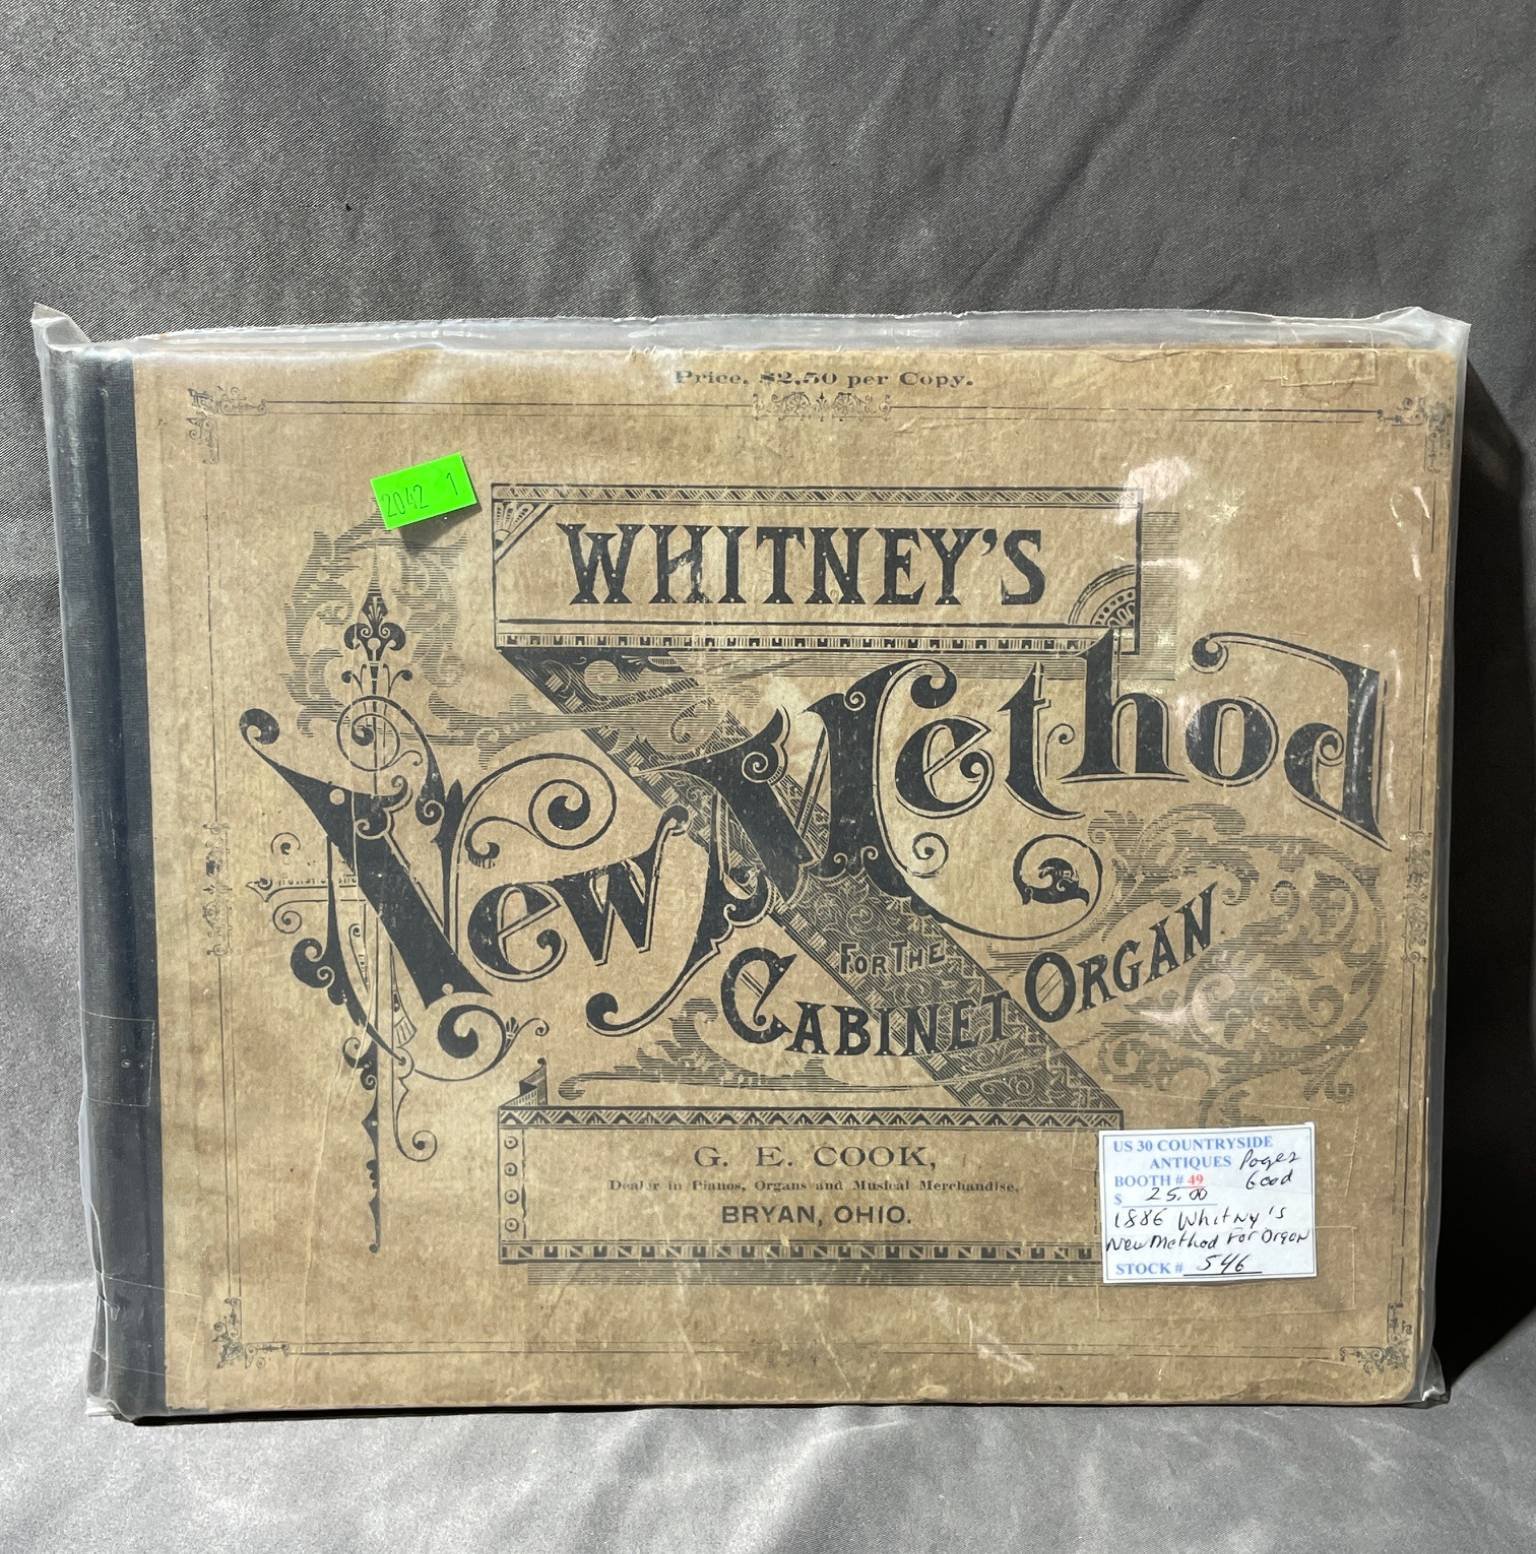 Price, $2.50 per Copy.
2042 1
WHITNEY'S
New Method
FOR THE
CABINET ORGAN
G. E. COOK,
Dealer in Pianos, Organs and Musical Merchandise,
BRYAN, OHIO.
US 30 COUNTRYSIDE
ANTIQUES Pages
BOOTH # 49 Good
$ 25.00
1886 Whitny's
New Method For Organ
STOCK # 546